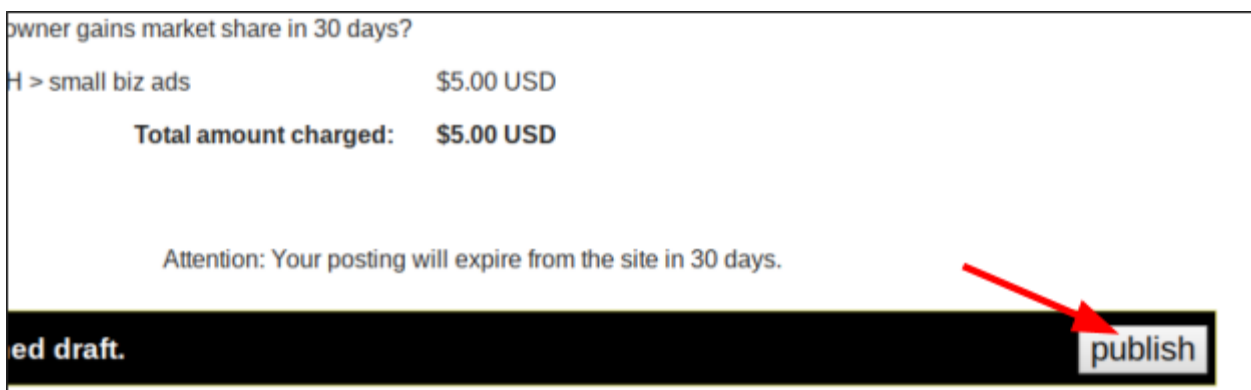 owner gains market share in 30 days?
H > small biz ads $5.00 USD
Total amount charged: $5.00 USD
Attention: Your posting will expire from the site in 30 days.
ed draft.
publish